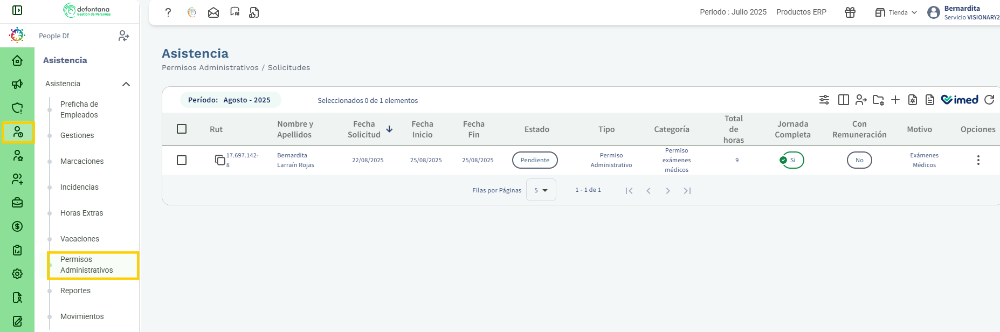 defontana
Gestión de Personas
? AI Periodo : Julio 2025 Productos ERP Tienda Bernardita
Servicio VISIONARY2
People Df
Asistencia
Asistencia
Preficha de
Empleados
Gestiones
Marcaciones
Incidencias
Horas Extras
Vacaciones
Permisos
Administrativos
Reportes
Movimientos
Asistencia
Permisos Administrativos / Solicitudes
Período: Agosto - 2025 Seleccionados 0 de 1 elementos imed
Rut
Nombre y
Apellidos
Fecha
Solicitud
Fecha
Inicio
Fecha
Fin
Estado
Tipo
Categoría
Total
de
horas
Jornada
Completa
Con
Remuneración
Motivo
Opciones
17.697.142-
8
Bernardita
Larraín Rojas
22/08/2025
25/08/2025
25/08/2025
Pendiente
Permiso
Administrativo
Permiso
exámenes
médicos
9
Si
No
Exámenes
Médicos
Filas por Páginas 5 1 - 1 de 1